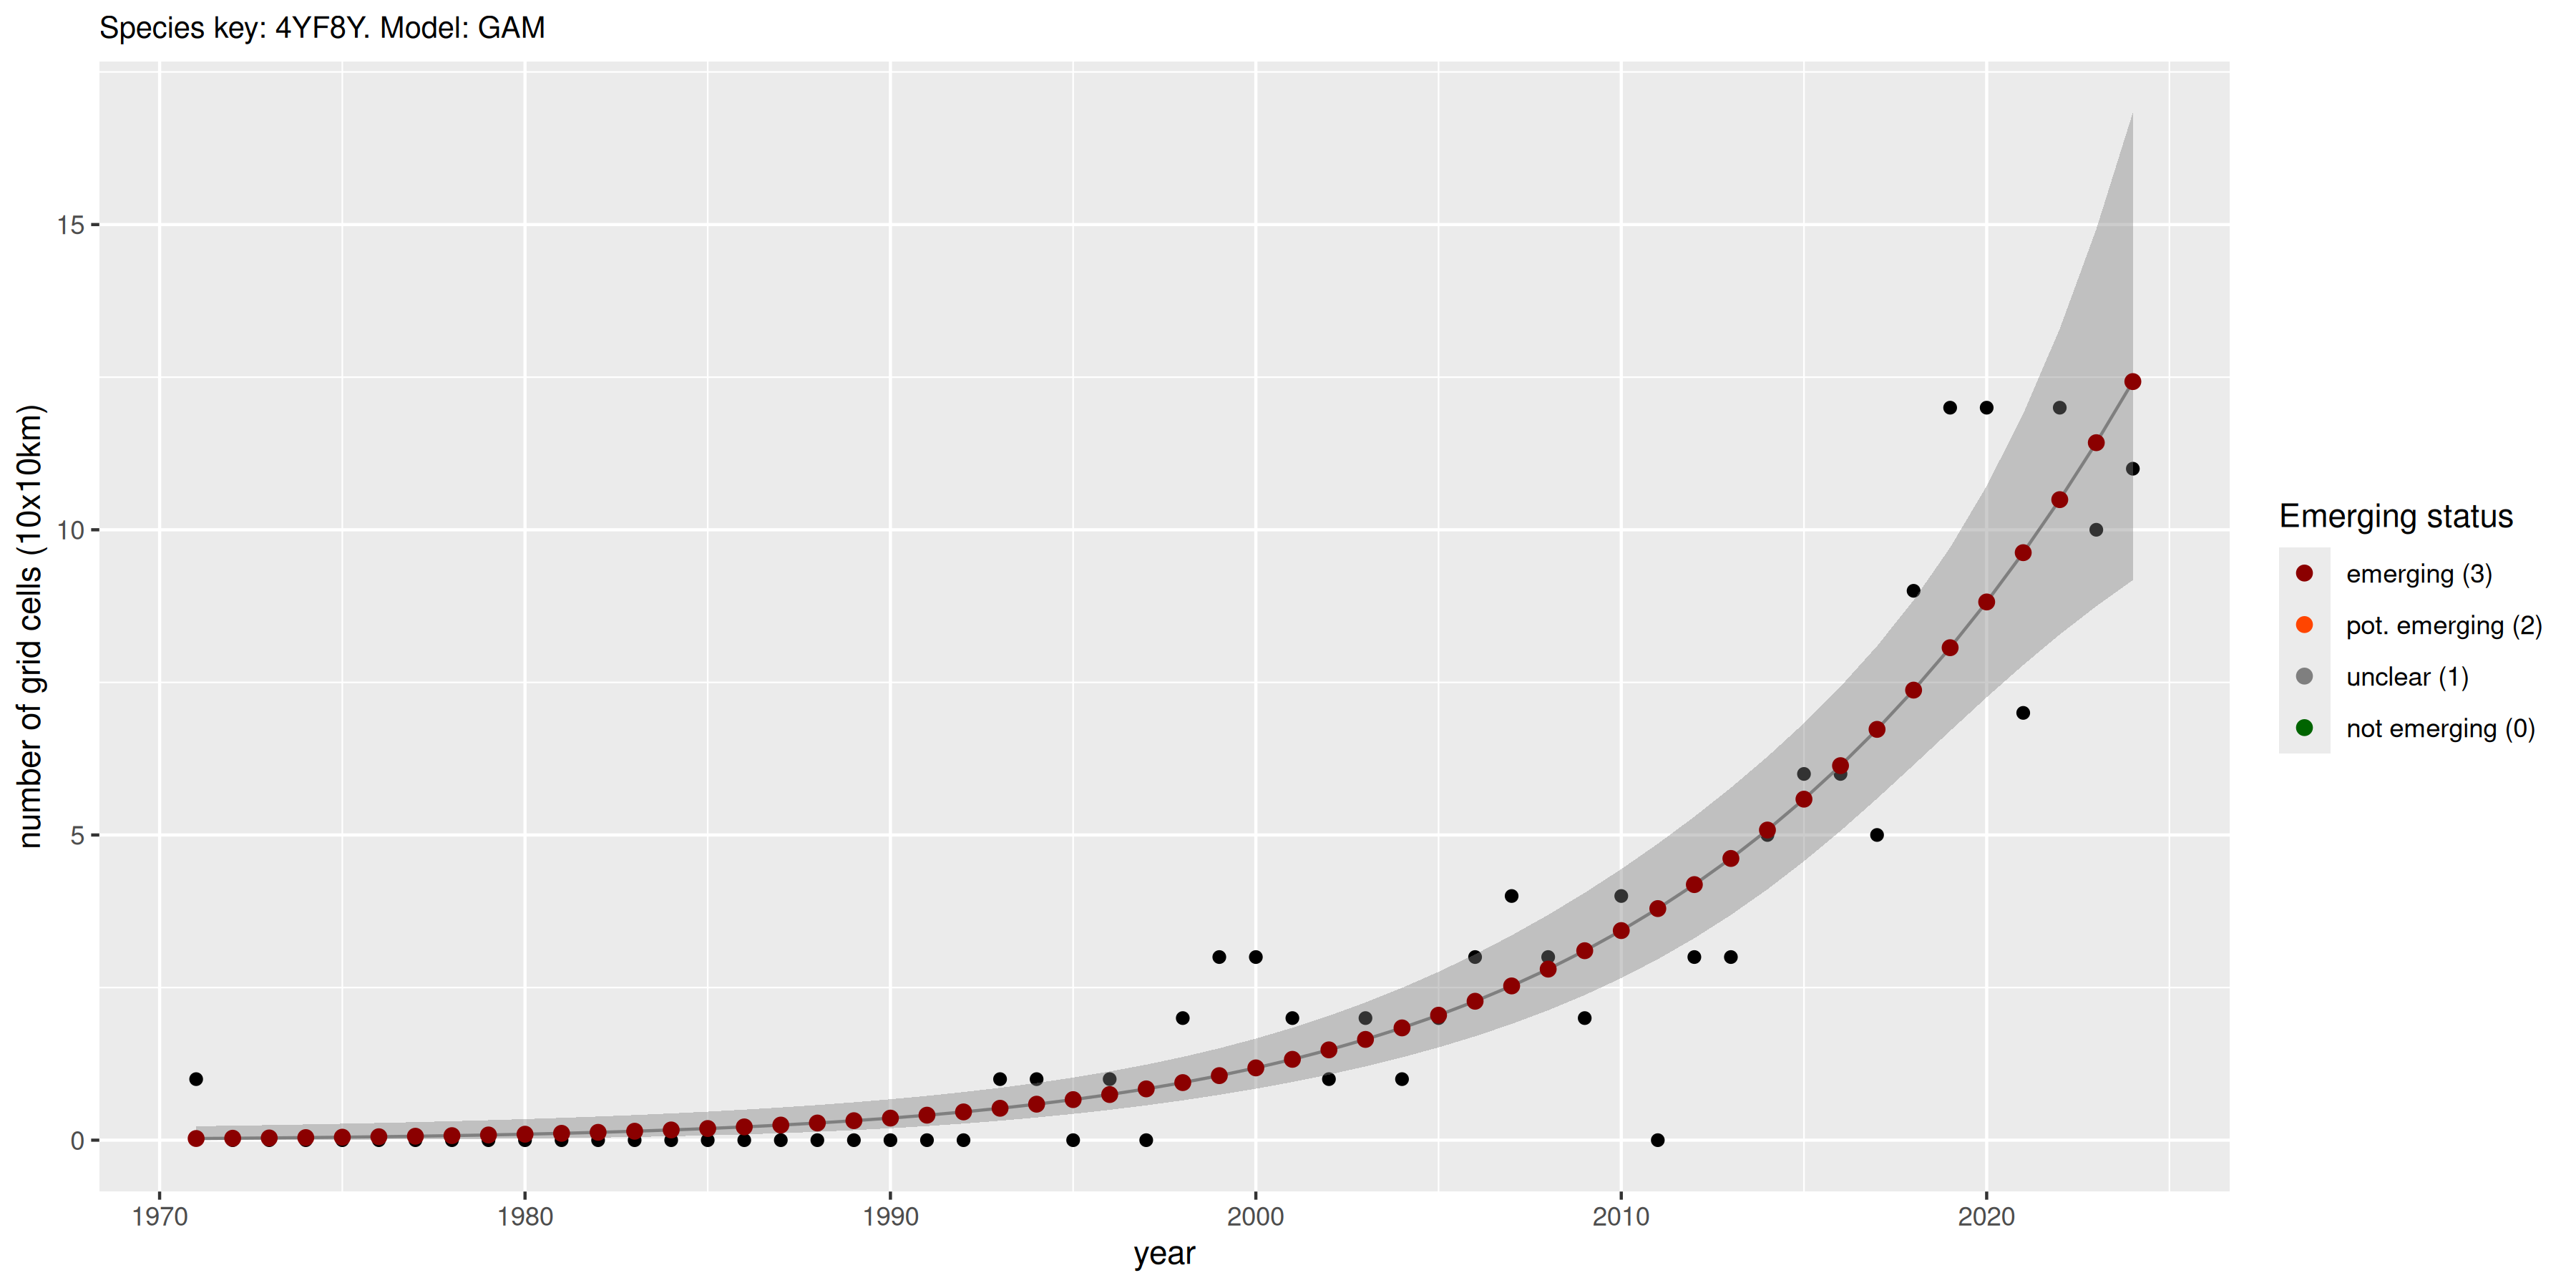 Species key: 4YF8Y. Model: GAM
number of grid cells (10x10km)
15
10
5
0
1970 1980 1990 2000 2010 2020
year
Emerging status
emerging (3)
pot. emerging (2)
unclear (1)
not emerging (0)